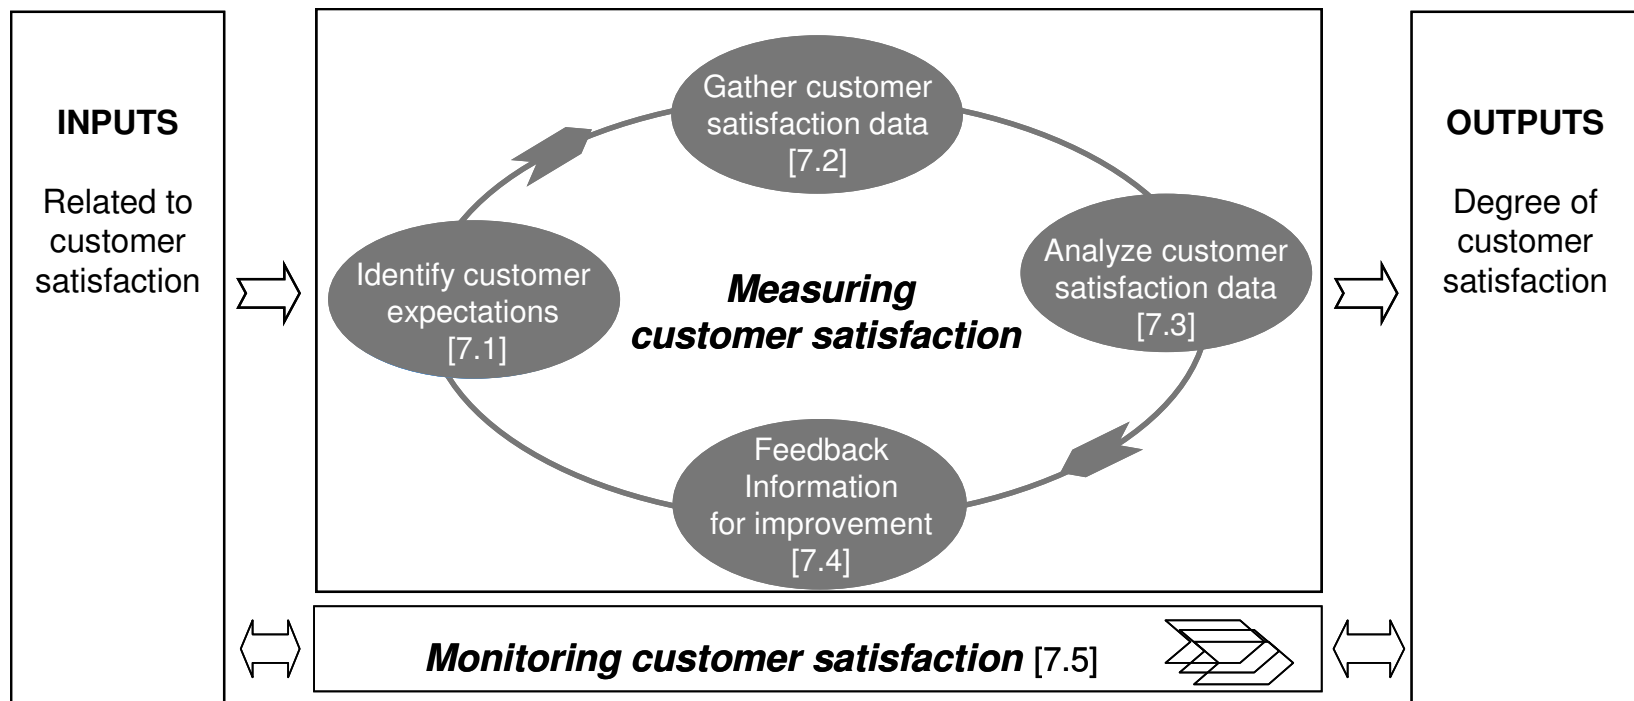 INPUTS
Related to
customer
satisfaction
Gather customer
satisfaction data
[7.2]
Identify customer
expectations
[7.1]
Measuring
customer satisfaction
Analyze customer
satisfaction data
[7.3]
Feedback
Information
for improvement
[7.4]
Monitoring customer satisfaction [7.5]
OUTPUTS
Degree of
customer
satisfaction